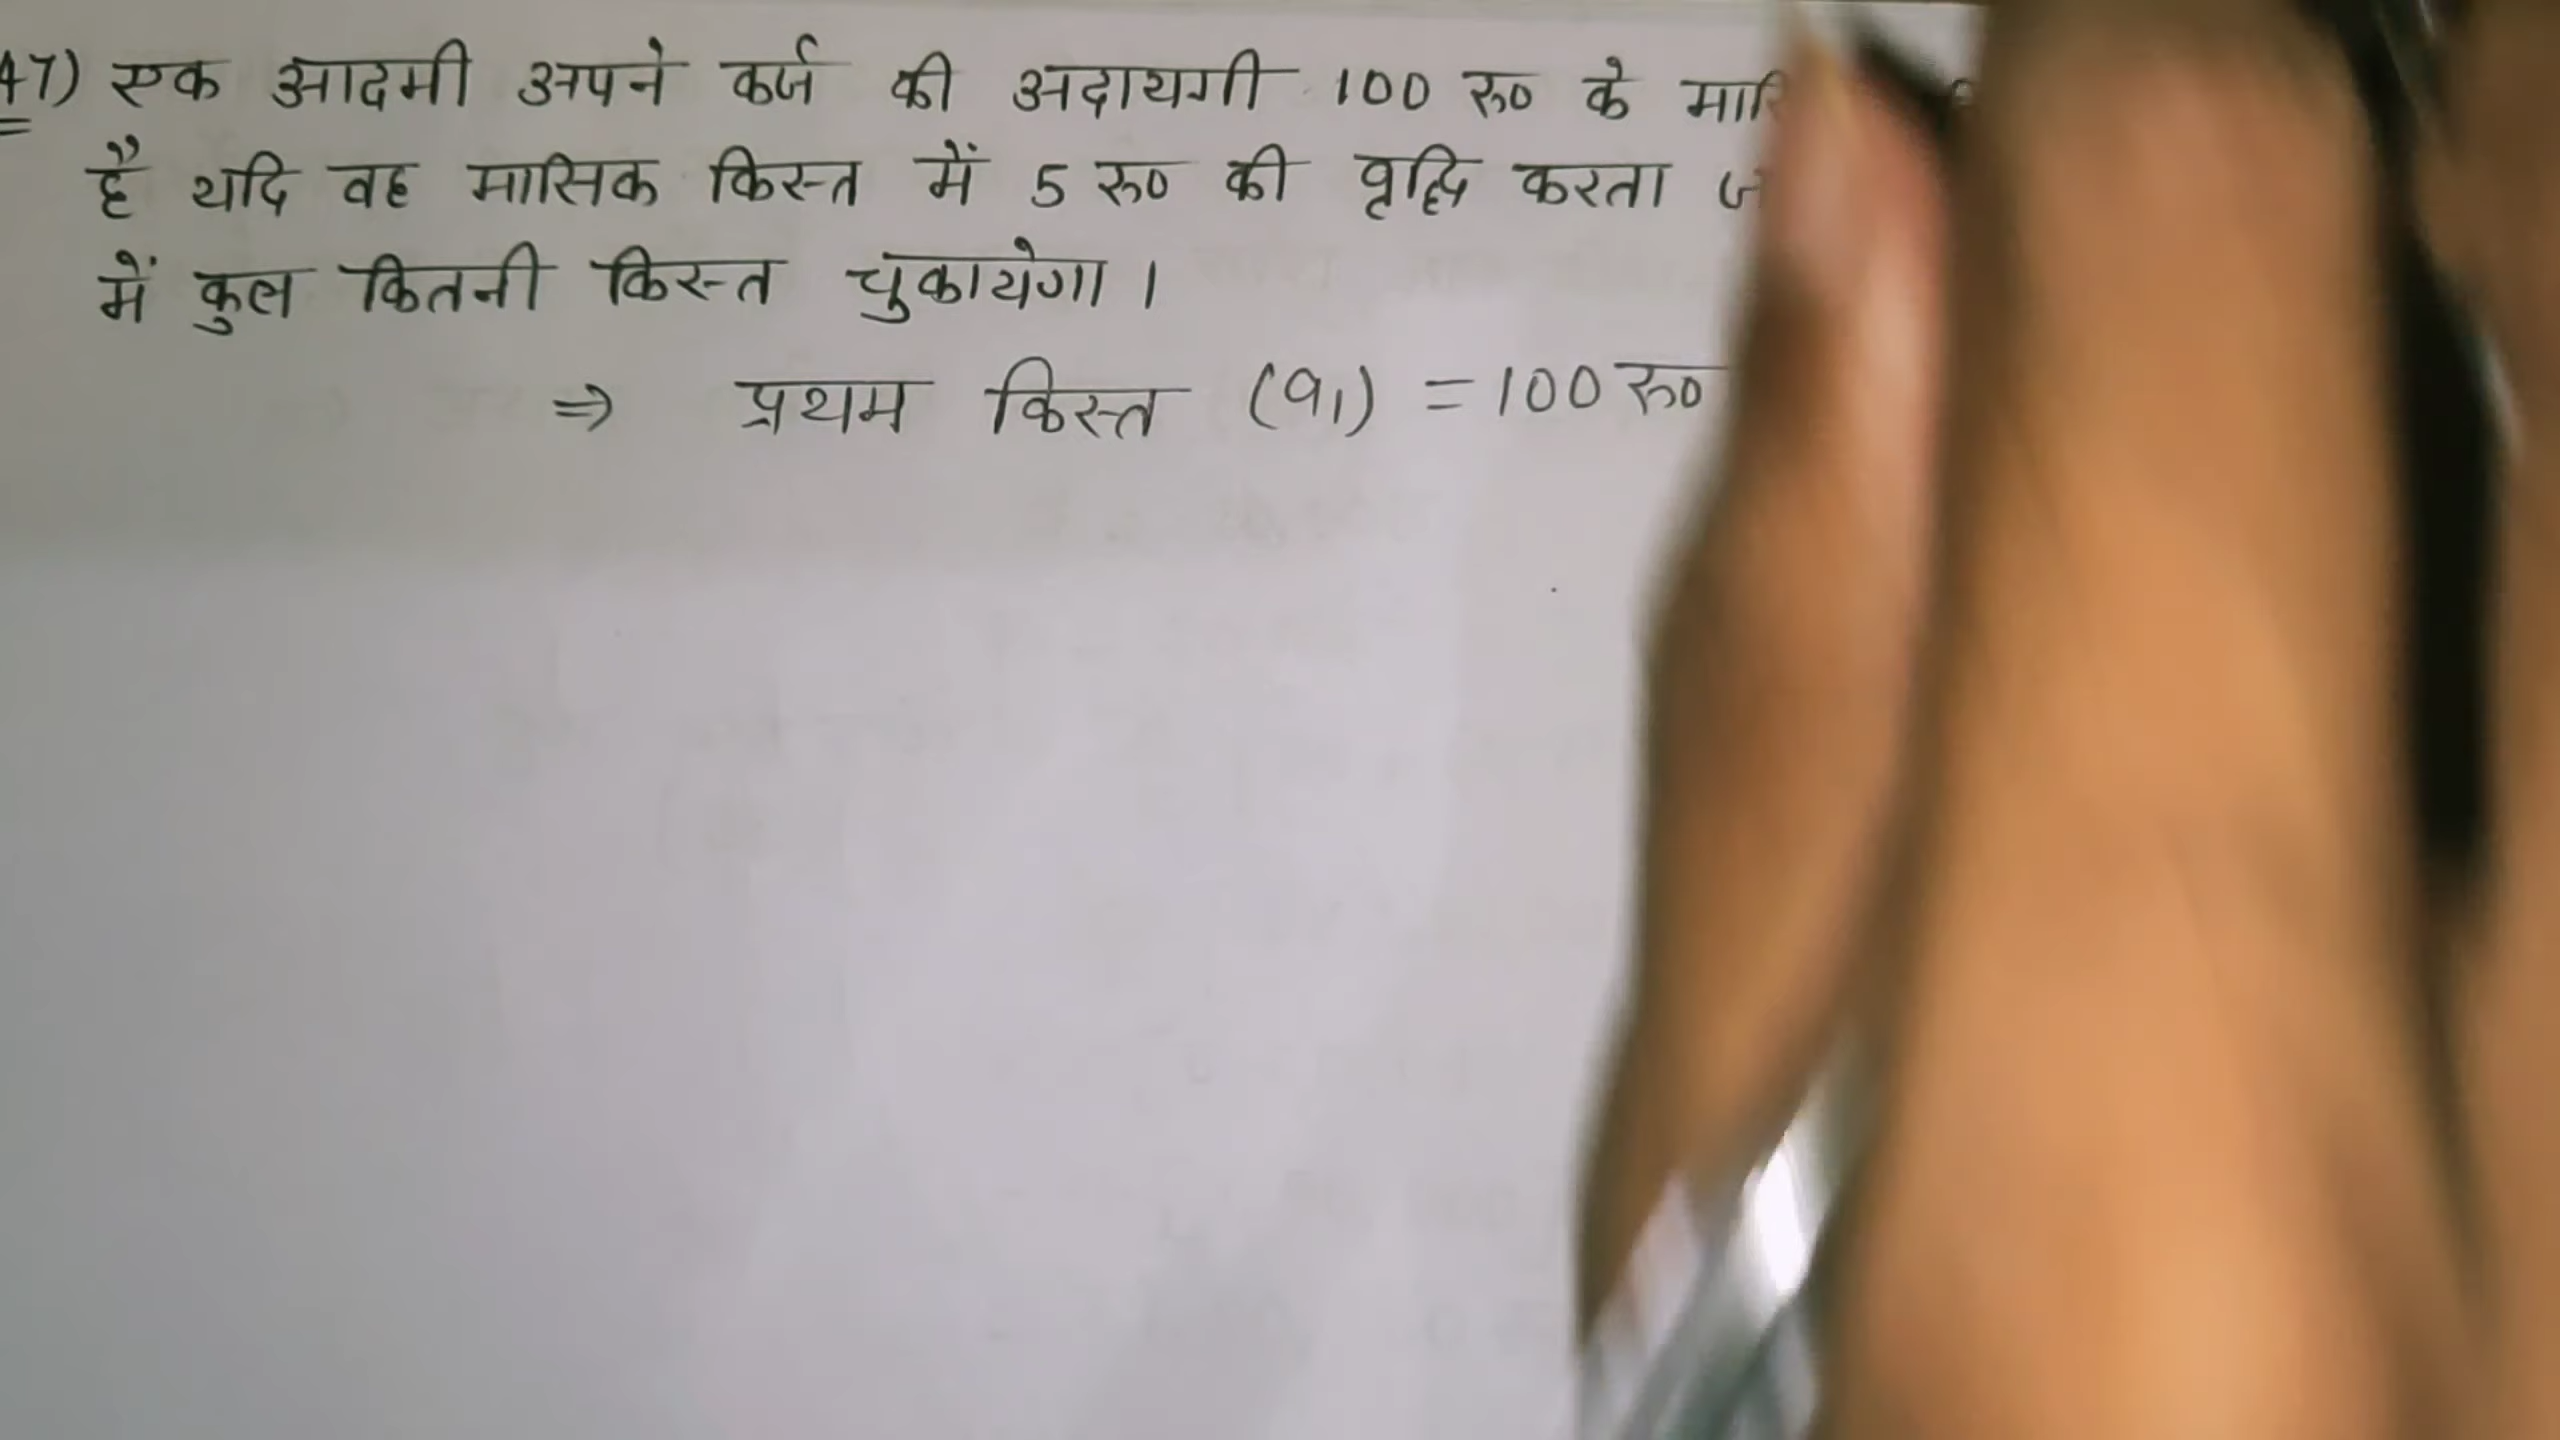 47) एक आदमी अपने कर्ज की अदायगी 100 रू० के
है यदि वह मासिक किस्त में 5 रू० की वृद्धि करता
में कुल कितनी किस्त चुकायेगा।
⇒ प्रथम किस्त (a₁) = 100 रू०